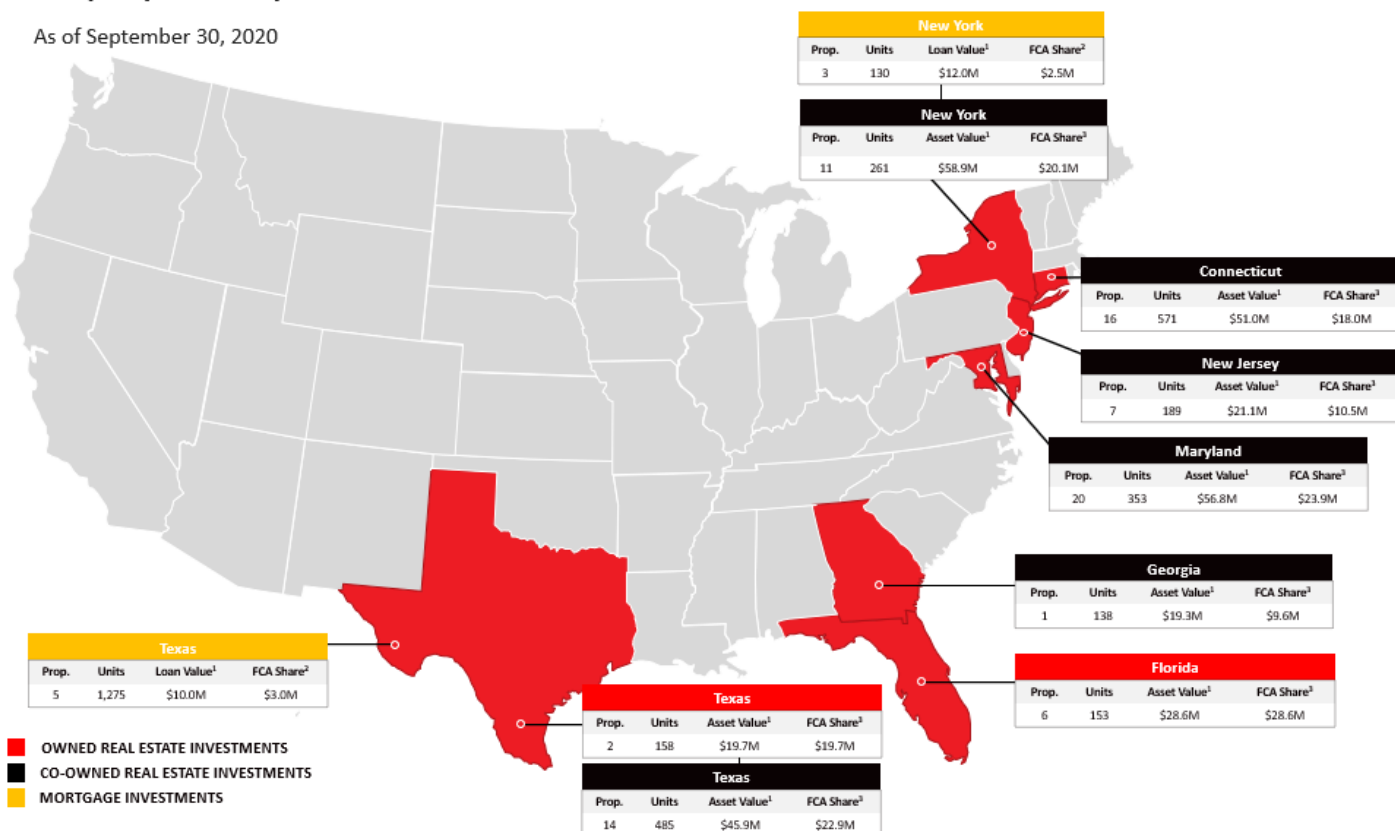 As of September 30, 2020
New York
Prop. Units Loan Value¹ FCA Share²
3 130 $12.0M $2.5M
New York
Prop. Units Asset Value¹ FCA Share³
11 261 $58.9M $20.1M
Connecticut
Prop. Units Asset Value¹ FCA Share³
16 571 $51.0M $18.0M
New Jersey
Prop. Units Asset Value¹ FCA Share³
7 189 $21.1M $10.5M
Maryland
Prop. Units Asset Value¹ FCA Share³
20 353 $56.8M $23.9M
Georgia
Prop. Units Asset Value¹ FCA Share³
1 138 $19.3M $9.6M
Florida
Prop. Units Asset Value¹ FCA Share³
6 153 $28.6M $28.6M
Texas
Prop. Units Loan Value¹ FCA Share²
5 1,275 $10.0M $3.0M
Texas
Prop. Units Asset Value¹ FCA Share³
2 158 $19.7M $19.7M
Texas
Prop. Units Asset Value¹ FCA Share³
14 485 $45.9M $22.9M
OWNED REAL ESTATE INVESTMENTS
CO-OWNED REAL ESTATE INVESTMENTS
MORTGAGE INVESTMENTS